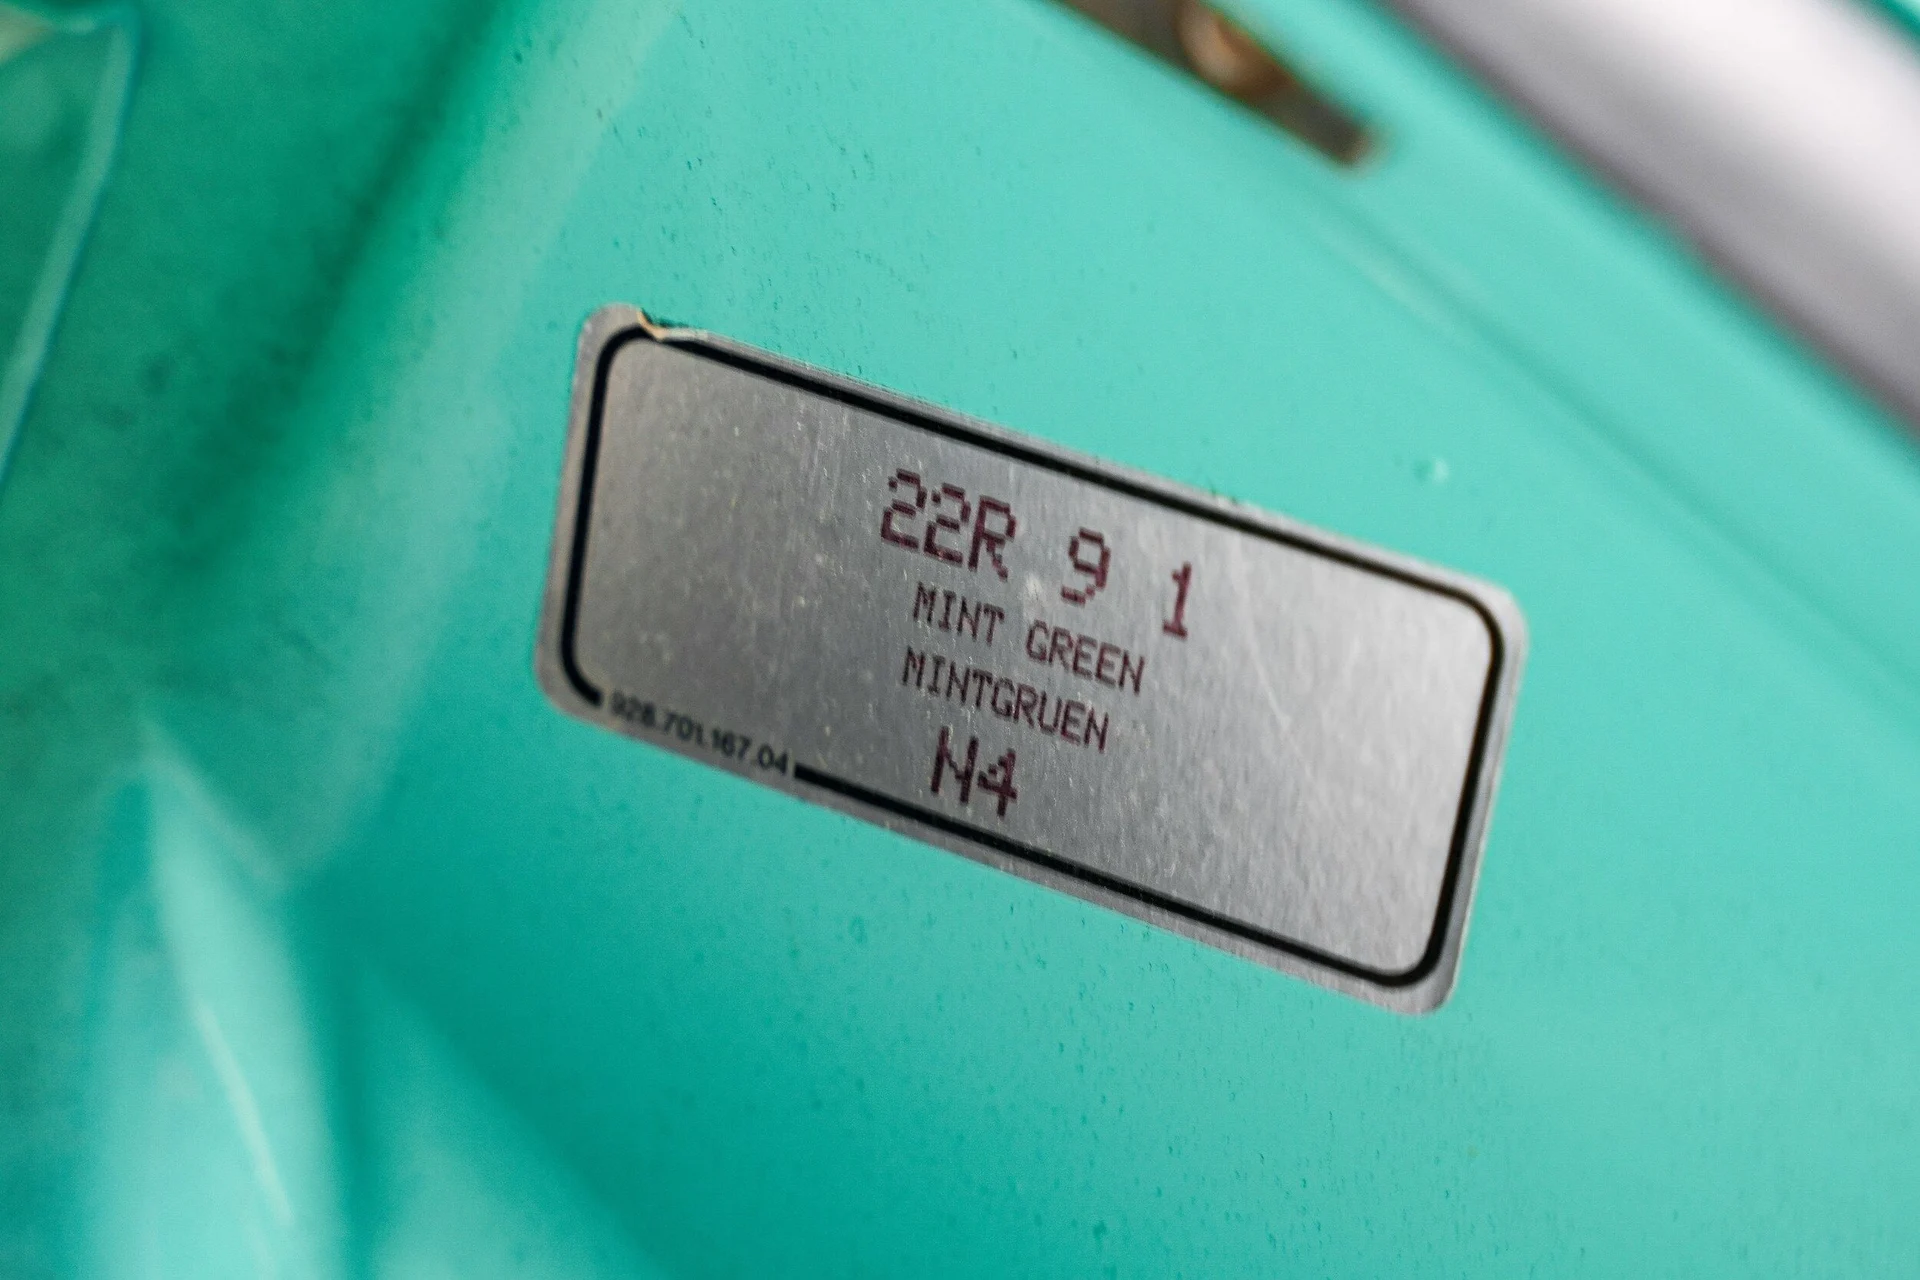 22R 9 1
MINT GREEN
MINTGRUEN
N4
928.701.167.04